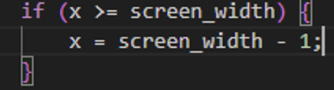 if (x >= screen_width) {
    x = screen_width - 1;
}